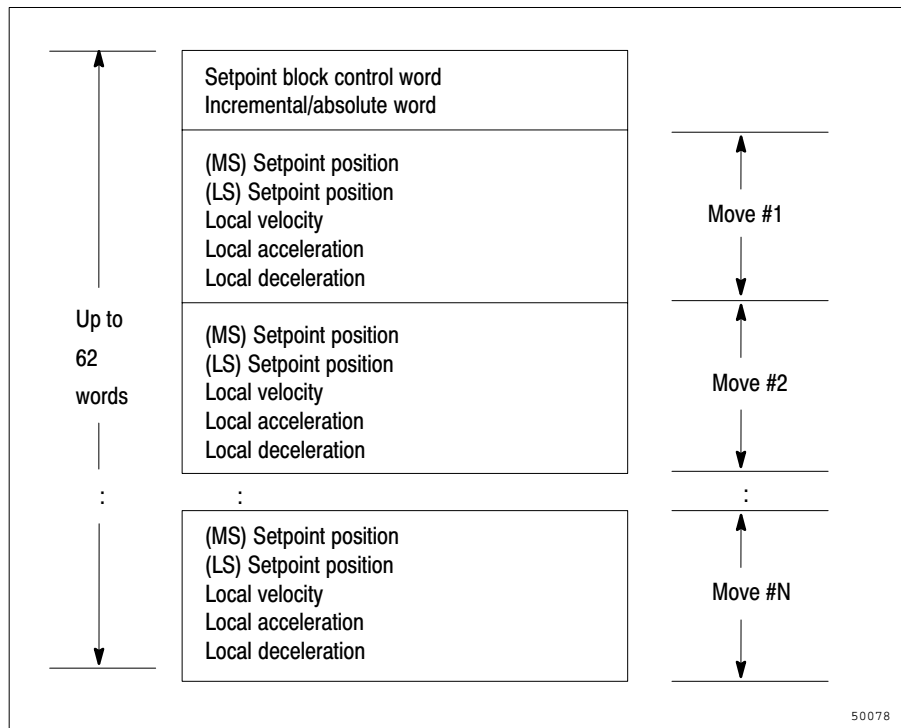 Setpoint block control word
Incremental/absolute word
(MS) Setpoint position
(LS) Setpoint position
Local velocity
Local acceleration
Local deceleration
Move #1
Up to
62
words
(MS) Setpoint position
(LS) Setpoint position
Local velocity
Local acceleration
Local deceleration
Move #2
: : :
(MS) Setpoint position
(LS) Setpoint position
Local velocity
Local acceleration
Local deceleration
Move #N
50078